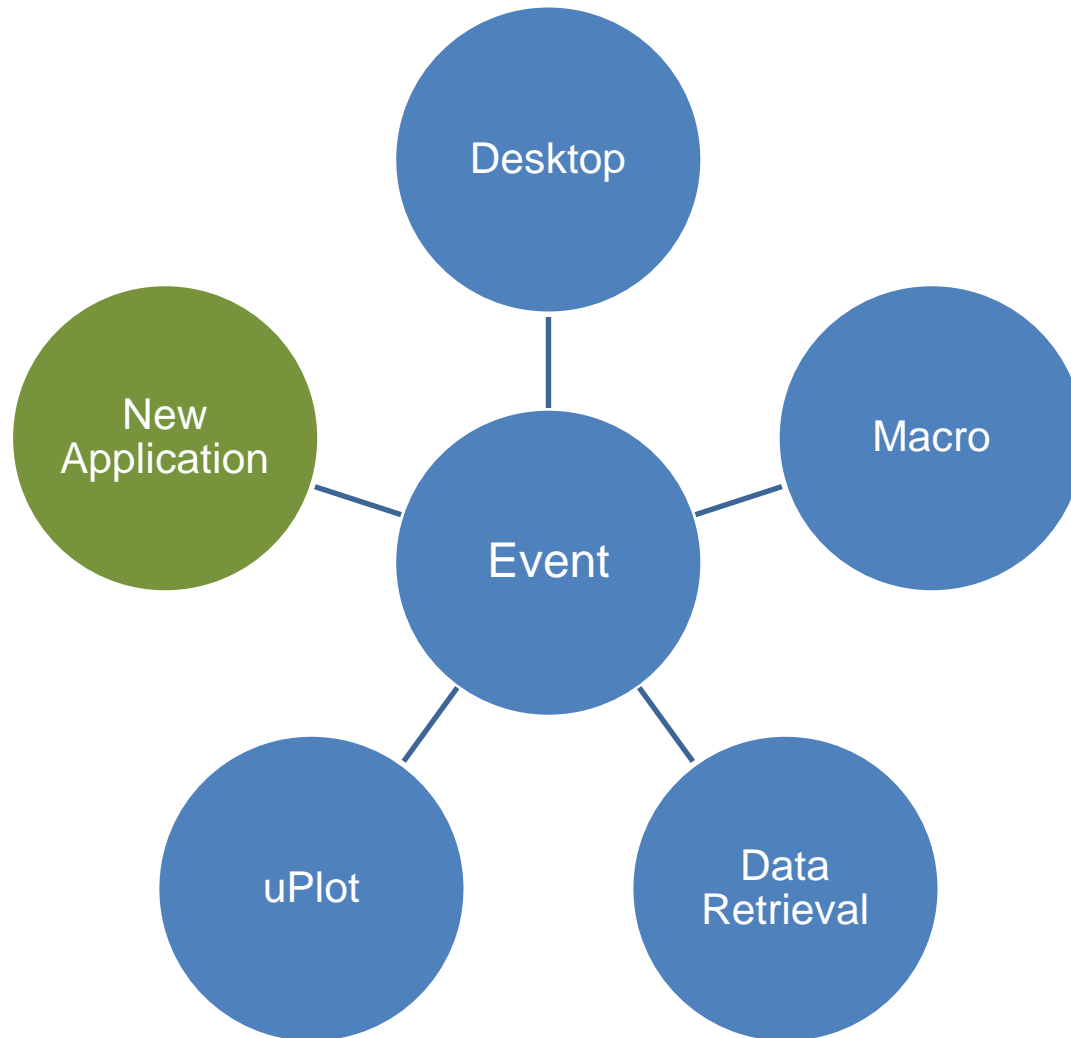 Desktop
New
Application
Macro
Event
uPlot
Data
Retrieval